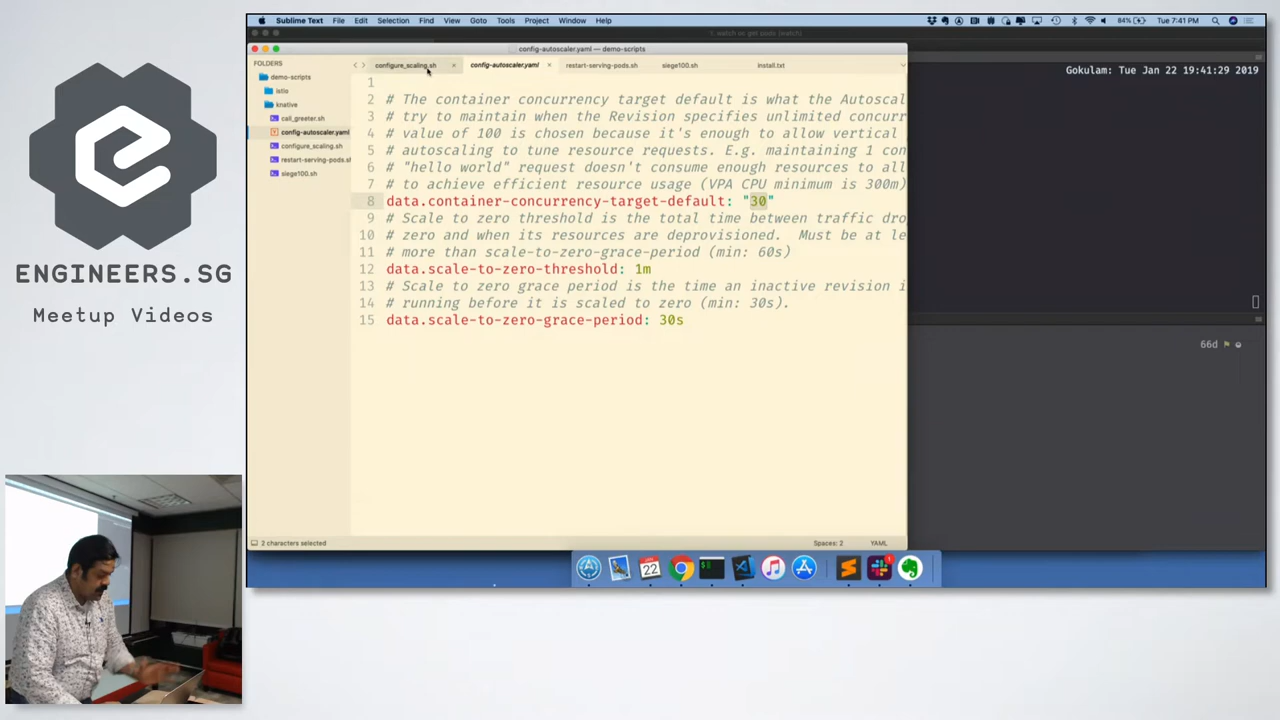 ENGINEERS.SG
Meetup Videos
Sublime Text File Edit Selection Find View Goto Tools Project Window Help
84% Tue 7:41 PM
1. watch oc get pods (watch)
config-autoscaler.yaml — demo-scripts
FOLDERS
demo-scripts
istio
knative
call_greeter.sh
config-autoscaler.yaml
configure_scaling.sh
restart-serving-pods.sh
siege100.sh
configure_scaling.sh × config-autoscaler.yaml × restart-serving-pods.sh siege100.sh install.txt
1
2 # The container concurrency target default is what the Autoscal
3 # try to maintain when the Revision specifies unlimited concurr
4 # value of 100 is chosen because it's enough to allow vertical
5 # autoscaling to tune resource requests. E.g. maintaining 1 con
6 # "hello world" request doesn't consume enough resources to all
7 # to achieve efficient resource usage (VPA CPU minimum is 300m)
8 data.container-concurrency-target-default: "30"
9 # Scale to zero threshold is the total time between traffic dro
10 # zero and when its resources are deprovisioned. Must be at le
11 # more than scale-to-zero-grace-period (min: 60s)
12 data.scale-to-zero-threshold: 1m
13 # Scale to zero grace period is the time an inactive revision i
14 # running before it is scaled to zero (min: 30s).
15 data.scale-to-zero-grace-period: 30s
2 characters selected
Spaces: 2 YAML
Gokulam: Tue Jan 22 19:41:29 2019
66d
22
1